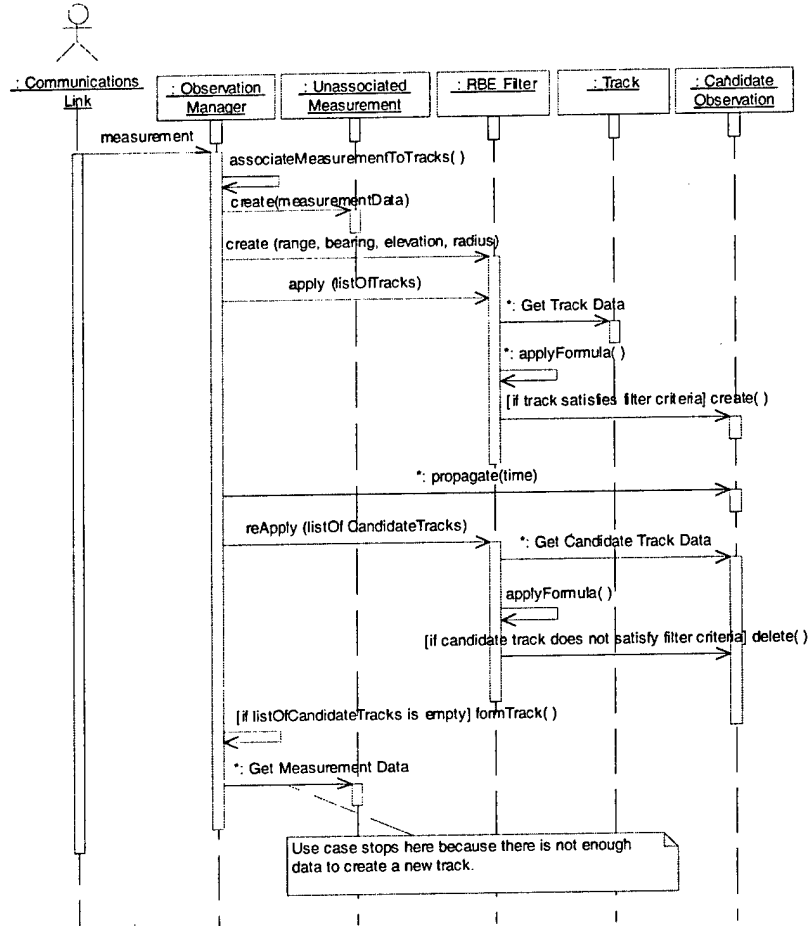 : Communications
Link
: Observation
Manager
: Unassociated
Measurement
: RBE Filter
: Track
: Candidate
Observation
measurement
associateMeasurementToTracks( )
create(measurementData)
create (range, bearing, elevation, radius)
apply (listOfTracks)
*: Get Track Data
*: applyFormula( )
[if track satisfies filter criteria] create( )
*: propagate(time)
reApply (listOf CandidateTracks)
*: Get Candidate Track Data
applyFormula( )
[if candidate track does not satisfy filter criteria] delete( )
[if listOfCandidateTracks is empty] formTrack( )
*: Get Measurement Data
Use case stops here because there is not enough
data to create a new track.